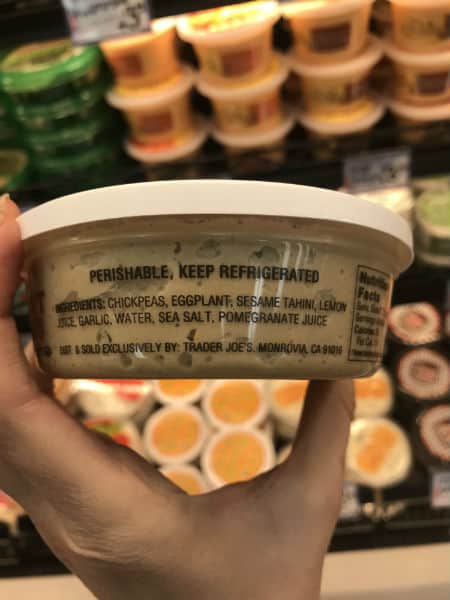 PERISHABLE, KEEP REFRIGERATED
INGREDIENTS: CHICKPEAS, EGGPLANT, SESAME TAHINI, LEMON
JUICE, GARLIC, WATER, SEA SALT, POMEGRANATE JUICE
DIST & SOLD EXCLUSIVELY BY: TRADER JOE'S, MONROVIA, CA 91016
Nutrition
Facts